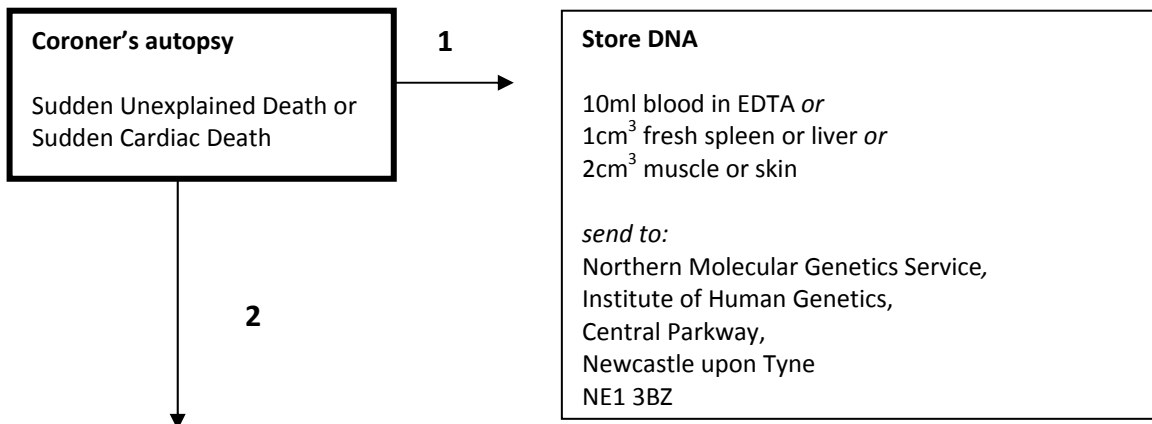 Coroner’s autopsy
Sudden Unexplained Death or
Sudden Cardiac Death
1
Store DNA
10ml blood in EDTA or
1cm³ fresh spleen or liver or
2cm³ muscle or skin
send to:
Northern Molecular Genetics Service,
Institute of Human Genetics,
Central Parkway,
Newcastle upon Tyne
NE1 3BZ
2